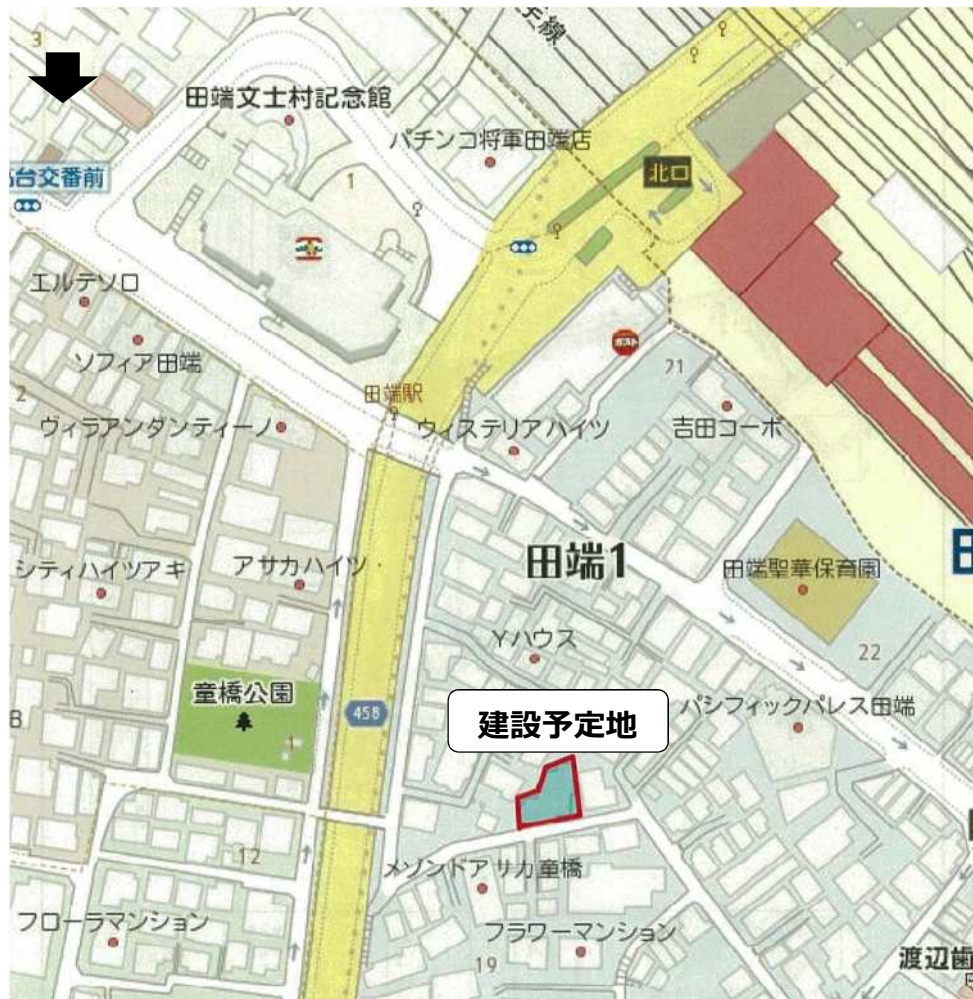 3
田端文士村記念館
パチンコ将軍田端店
北口
台交番前
1
エルテソロ
ソフィア田端
21
2
田端駅
ヴィラアンダンティーノ
ウィステリアハイツ
吉田コーポ
シティハイツアキ
アサカハイツ
田端1
田端聖華保育園
Yハウス
22
童橋公園
458
建設予定地
パシフィックパレス田端
1
12
メゾンドアサカ童橋
フローラマンション
フラワーマンション
19
渡辺歯